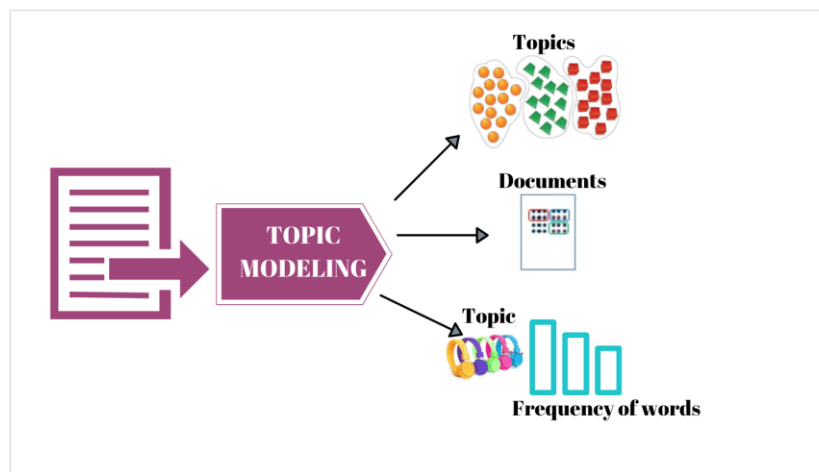 Topics
Documents
TOPIC
MODELING
Topic
Frequency of words